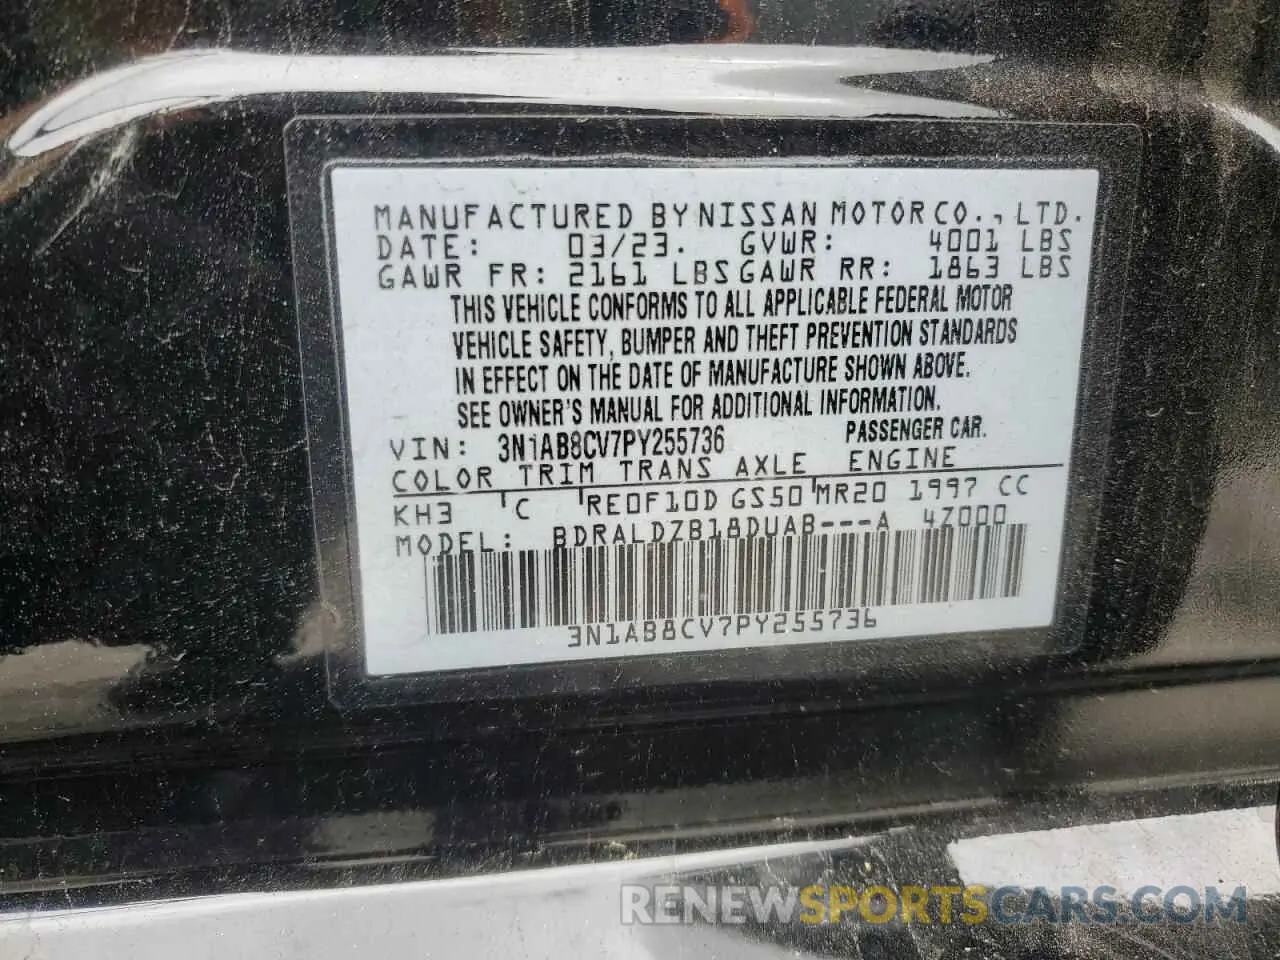 MANUFACTURED BY NISSAN MOTOR CO., LTD.
DATE: 03/23. GVWR: 4001 LBS
GAWR FR: 2161 LBS GAWR RR: 1863 LBS
THIS VEHICLE CONFORMS TO ALL APPLICABLE FEDERAL MOTOR
VEHICLE SAFETY, BUMPER AND THEFT PREVENTION STANDARDS
IN EFFECT ON THE DATE OF MANUFACTURE SHOWN ABOVE.
SEE OWNER'S MANUAL FOR ADDITIONAL INFORMATION.
VIN: 3N1AB8CV7PY255736 PASSENGER CAR.
COLOR TRIM TRANS AXLE ENGINE
KH3 C RE0F10D GS50 MR20 1997 CC
MODEL: BDRALDZB18DUAB---A 4Z000
3N1AB8CV7PY255736
RENEWSPORTSCARS.COM